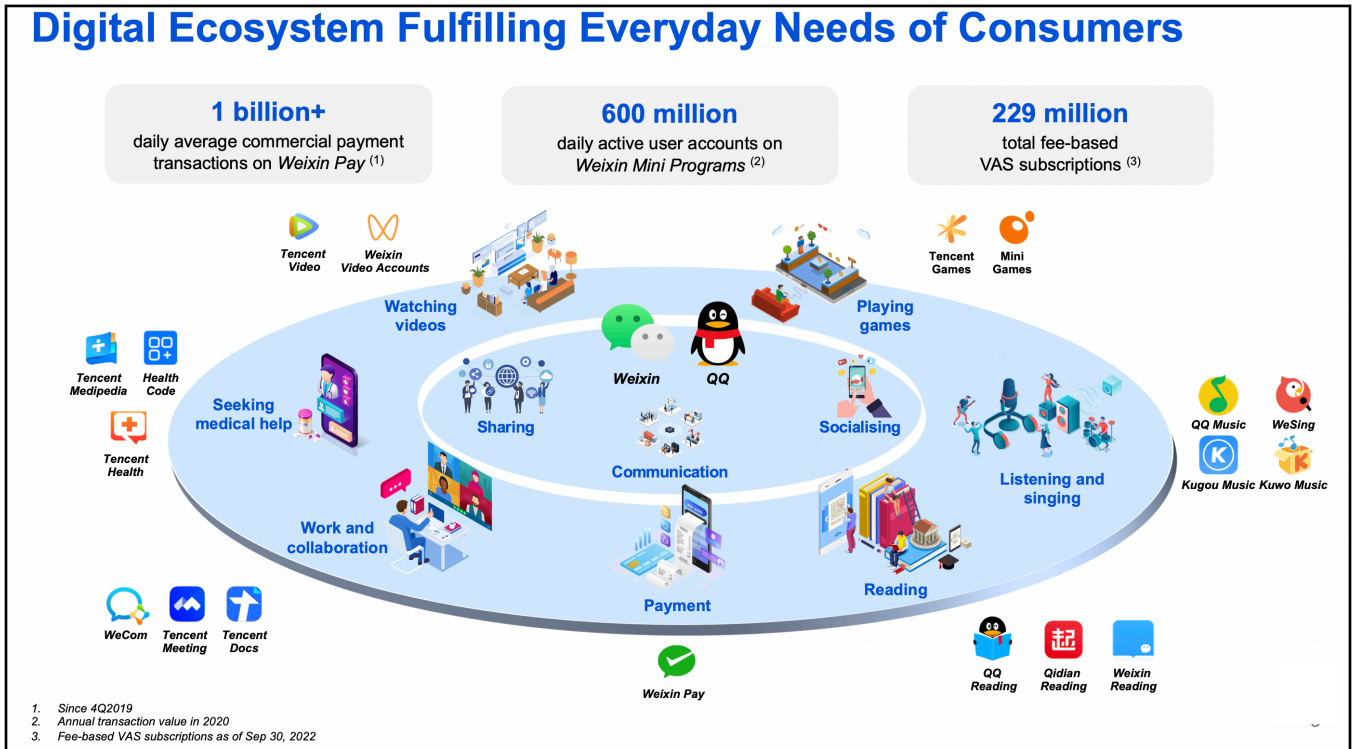 Digital Ecosystem Fulfilling Everyday Needs of Consumers
1 billion+
daily average commercial payment
transactions on Weixin Pay (1)
600 million
daily active user accounts on
Weixin Mini Programs (2)
229 million
total fee-based
VAS subscriptions (3)
Tencent
Video
Weixin
Video Accounts
Tencent
Games
Mini
Games
Watching
videos
Playing
games
Weixin
QQ
Tencent
Medipedia
Health
Code
Tencent
Health
Seeking
medical help
Sharing
Communication
Socialising
Listening and
singing
QQ Music
WeSing
Kugou Music
Kuwo Music
Work and
collaboration
Payment
Reading
WeCom
Tencent
Meeting
Tencent
Docs
Weixin Pay
起
QQ
Reading
Qidian
Reading
Weixin
Reading
1. Since 4Q2019
2. Annual transaction value in 2020
3. Fee-based VAS subscriptions as of Sep 30, 2022